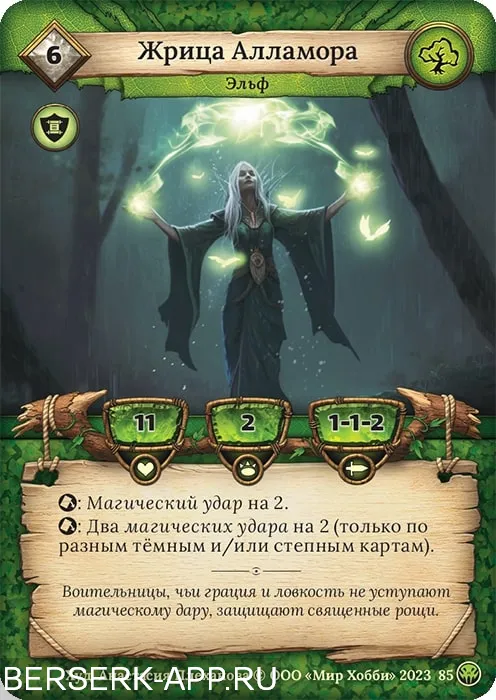 6
Жрица Алламора
Эльф
11
2
1-1-2
: Магический удар на 2.
: Два магических удара на 2 (только по
разным тёмным и/или степным картам).
Воительницы, чьи грация и ловкость не уступают
магическому дару, защищают священные рощи.
© ООО «Мир Хобби» 2023 85
BERSERK-APP.RU